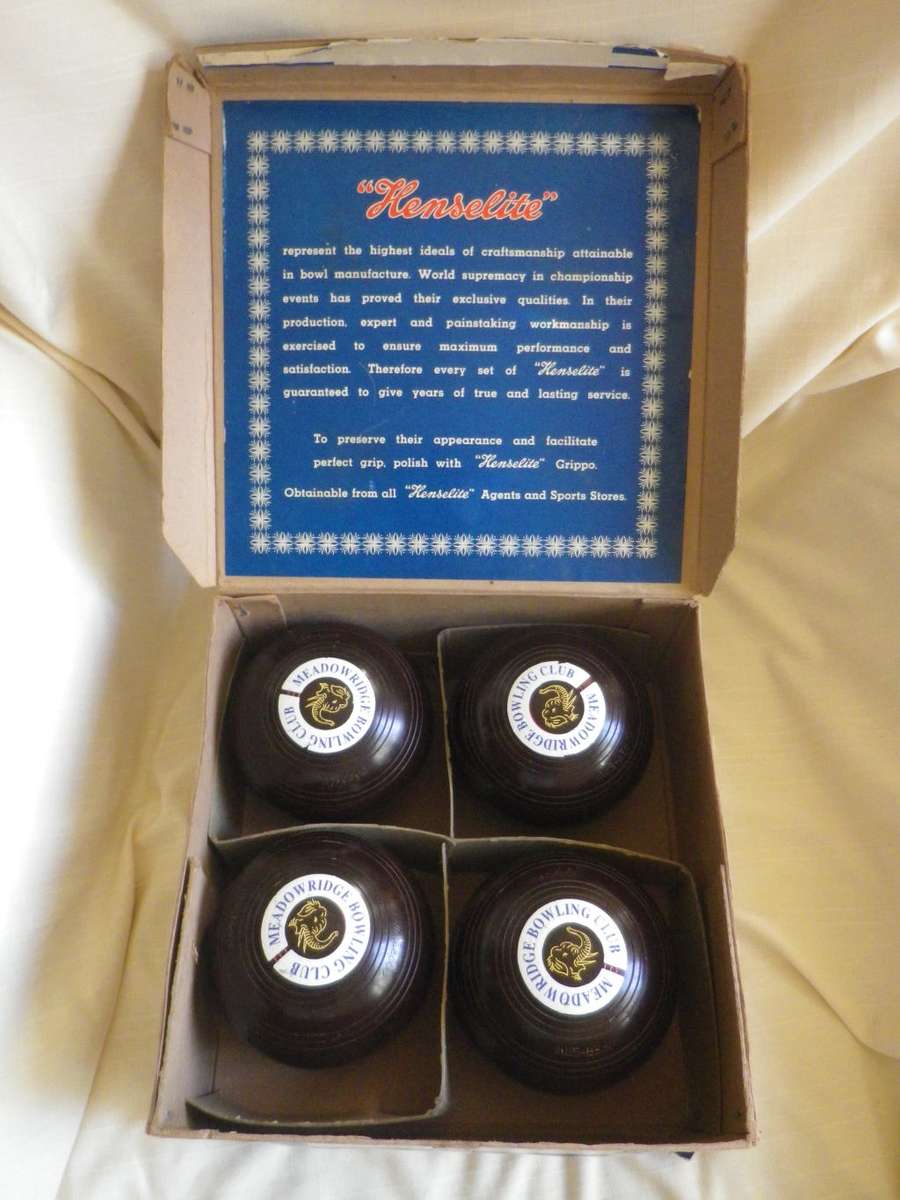 "Henselite"
represent the highest ideals of craftsmanship attainable
in bowl manufacture. World supremacy in championship
events has proved their exclusive qualities. In their
production, expert and painstaking workmanship is
exercised to ensure maximum performance and
satisfaction. Therefore every set of "Henselite" is
guaranteed to give years of true and lasting service.
To preserve their appearance and facilitate
perfect grip, polish with "Henselite" Grippo.
Obtainable from all "Henselite" Agents and Sports Stores.
MEADOWRIDGE BOWLING CLUB
MEADOWRIDGE BOWLING CLUB
MEADOWRIDGE BOWLING CLUB
MEADOWRIDGE BOWLING CLUB